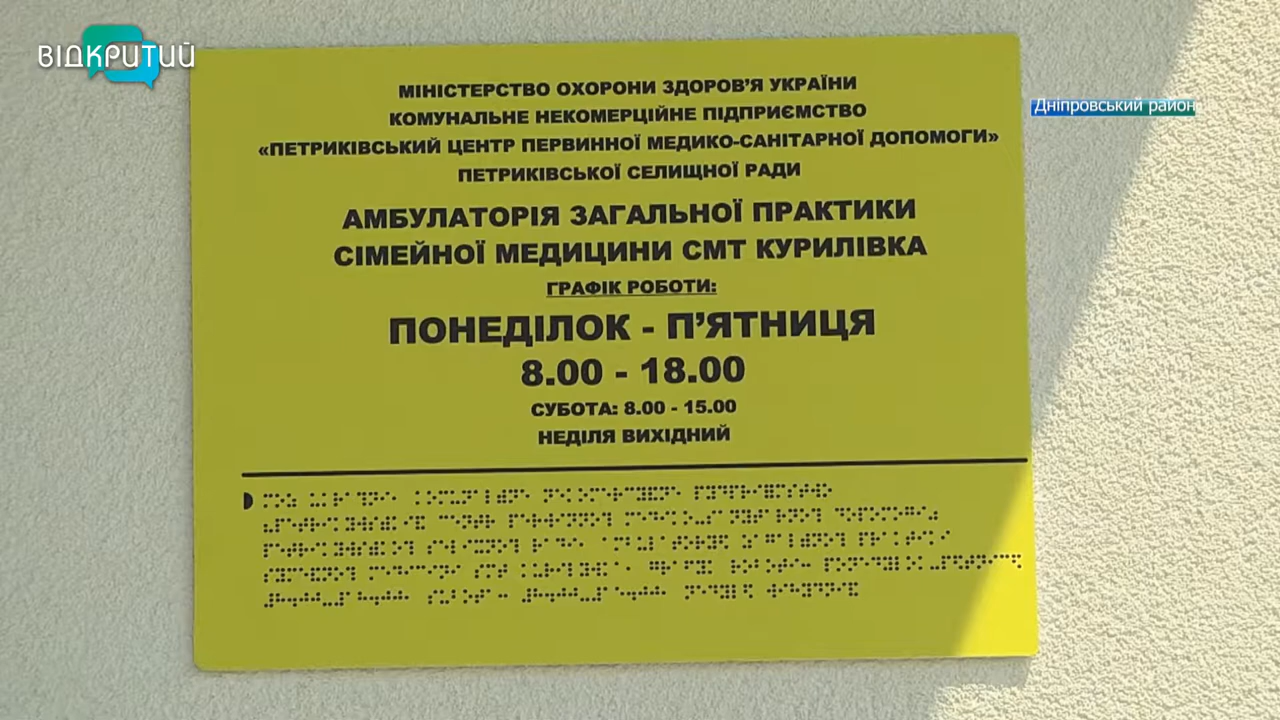 ВІДКРИТИЙ
Дніпровський район
МІНІСТЕРСТВО ОХОРОНИ ЗДОРОВ'Я УКРАЇНИ
КОМУНАЛЬНЕ НЕКОМЕРЦІЙНЕ ПІДПРИЄМСТВО
«ПЕТРИКІВСЬКИЙ ЦЕНТР ПЕРВИННОЇ МЕДИКО-САНІТАРНОЇ ДОПОМОГИ»
ПЕТРИКІВСЬКОЇ СЕЛИЩНОЇ РАДИ
АМБУЛАТОРІЯ ЗАГАЛЬНОЇ ПРАКТИКИ
СІМЕЙНОЇ МЕДИЦИНИ СМТ КУРИЛІВКА
ГРАФІК РОБОТИ:
ПОНЕДІЛОК - П'ЯТНИЦЯ
8.00 - 18.00
СУБОТА: 8.00 - 15.00
НЕДІЛЯ ВИХІДНИЙ